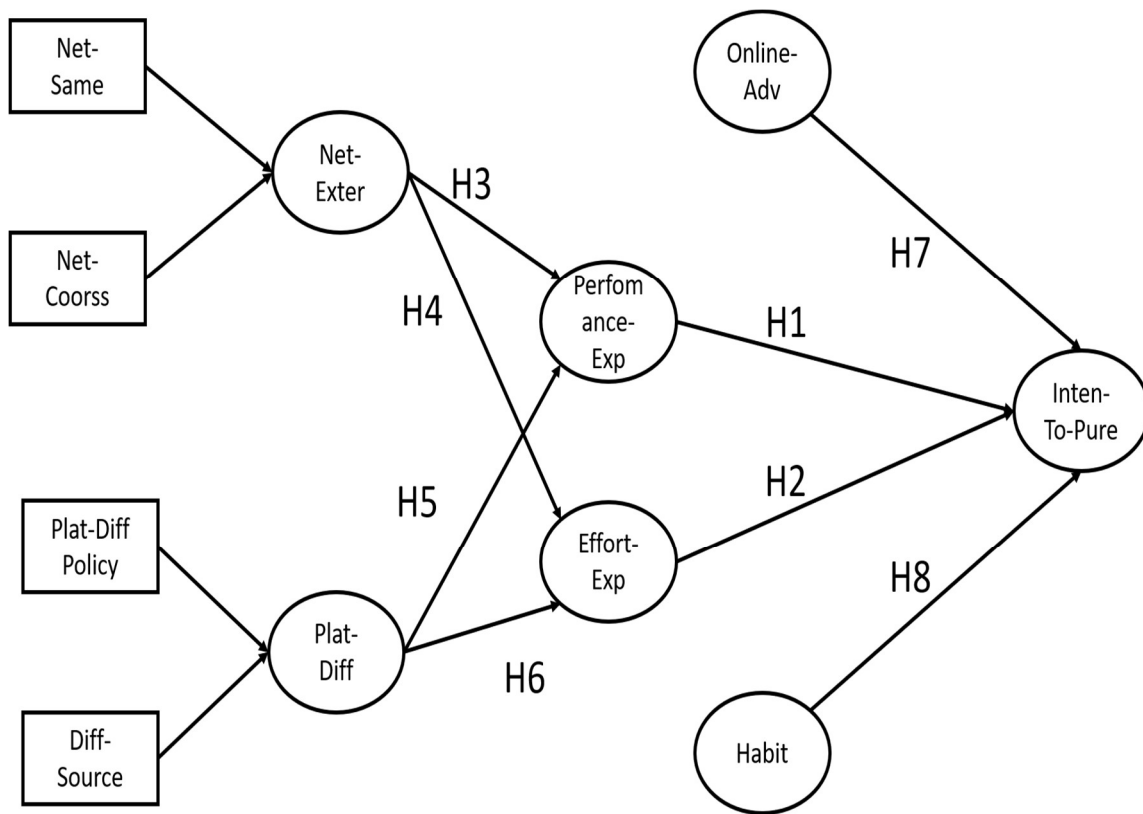 Net-
Same
Online-
Adv
Net-
Exter
H3
Net-
Coorss
H7
H4
Perfom
ance-
Exp
H1
Inten-
To-Pure
H5
H2
Plat-Diff
Policy
Effort-
Exp
H8
Plat-
Diff
H6
Diff-
Source
Habit